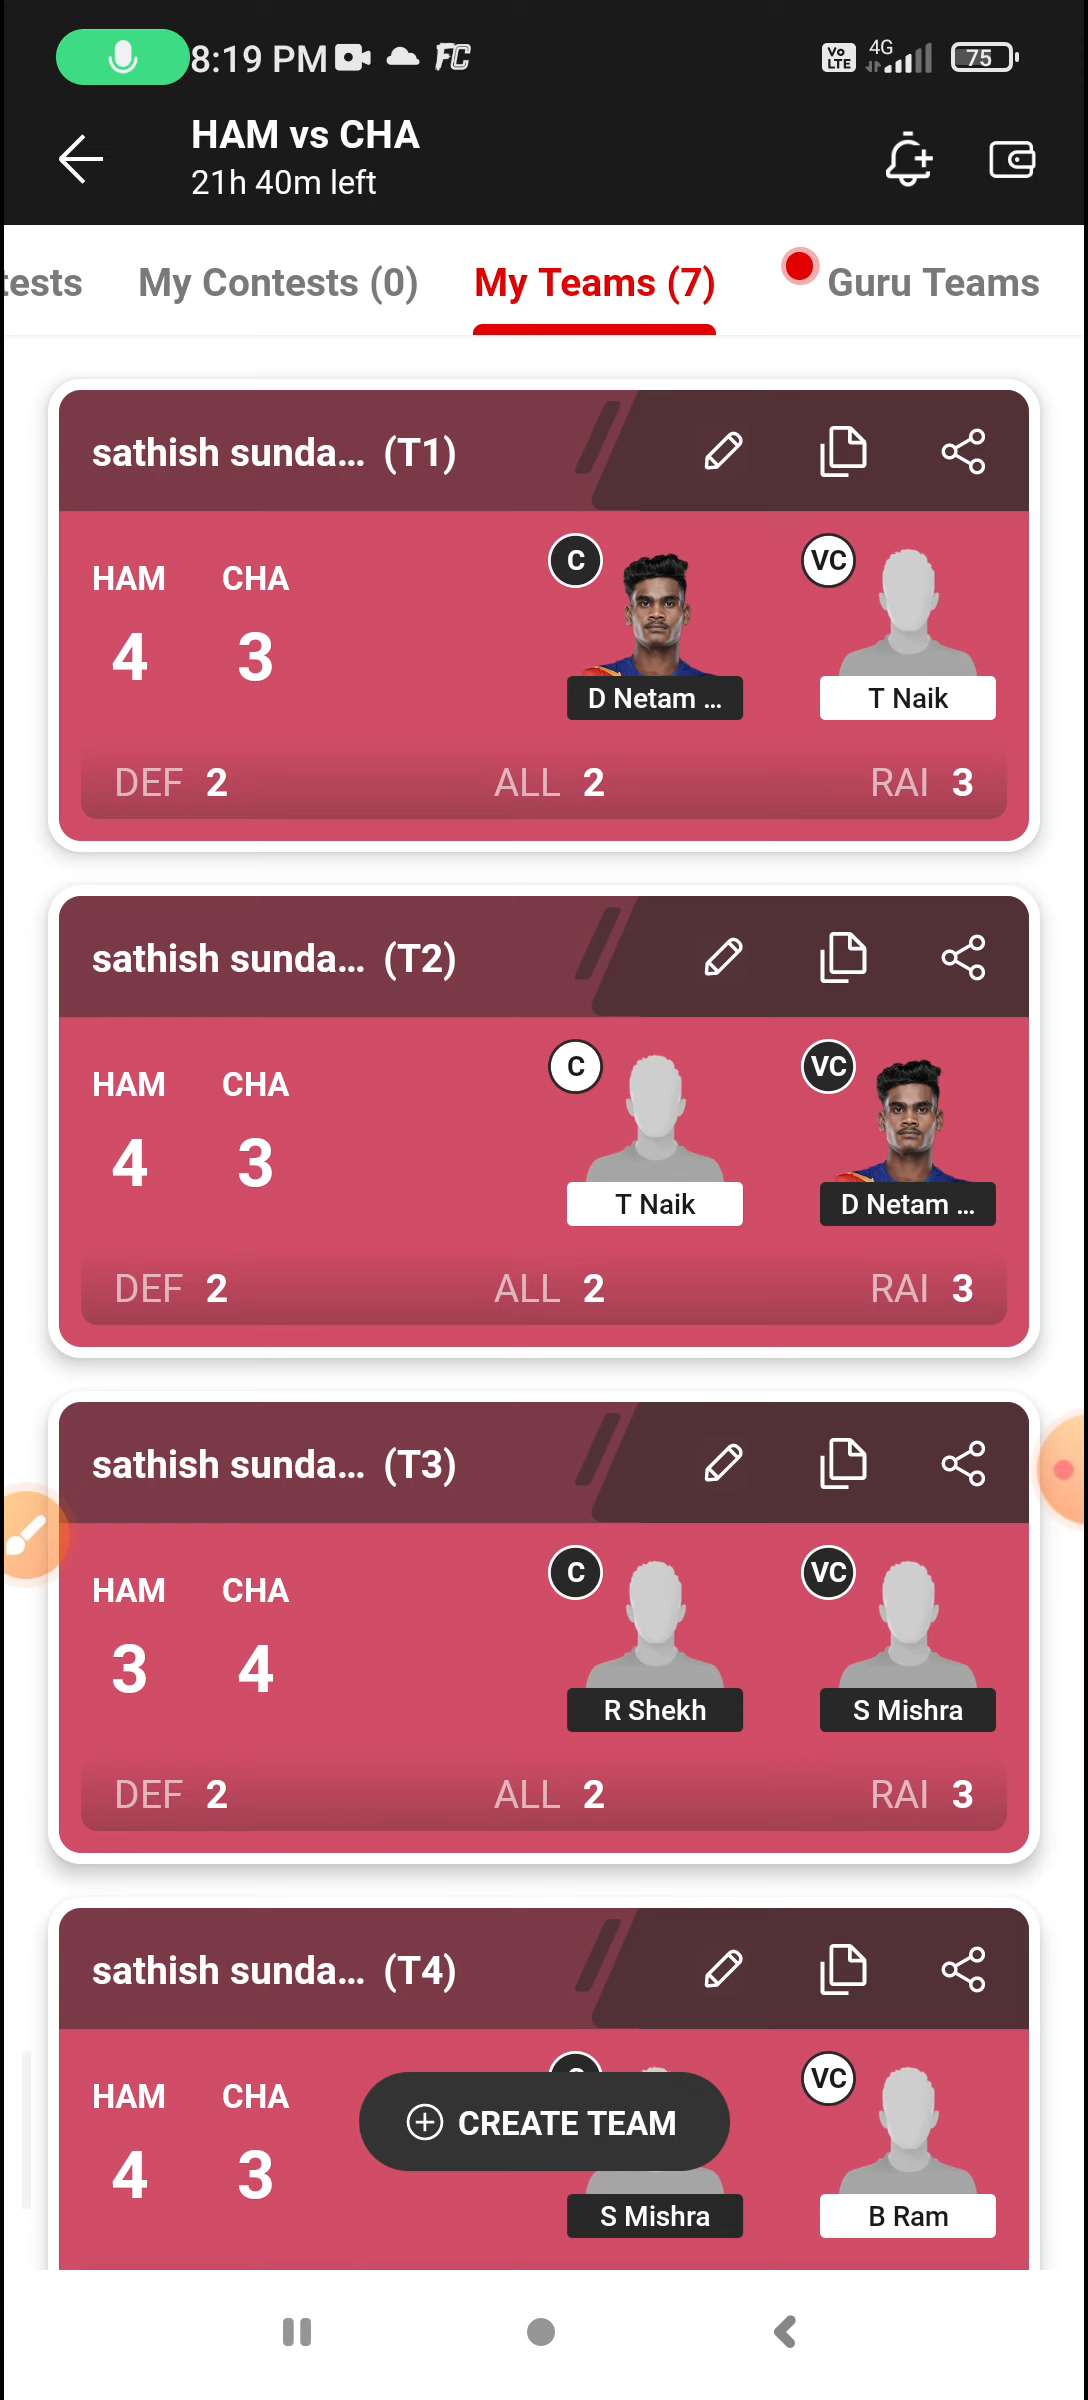 8:19 PM FC Vo LTE 4G 75
HAM vs CHA
21h 40m left
tests My Contests (0) My Teams (7) Guru Teams
sathish sunda... (T1)
C VC
HAM CHA
4 3
D Netam ... T Naik
DEF 2 ALL 2 RAI 3
sathish sunda... (T2)
C VC
HAM CHA
4 3
T Naik D Netam ...
DEF 2 ALL 2 RAI 3
sathish sunda... (T3)
C VC
HAM CHA
3 4
R Shekh S Mishra
DEF 2 ALL 2 RAI 3
sathish sunda... (T4)
VC
HAM CHA
CREATE TEAM
4 3
S Mishra B Ram